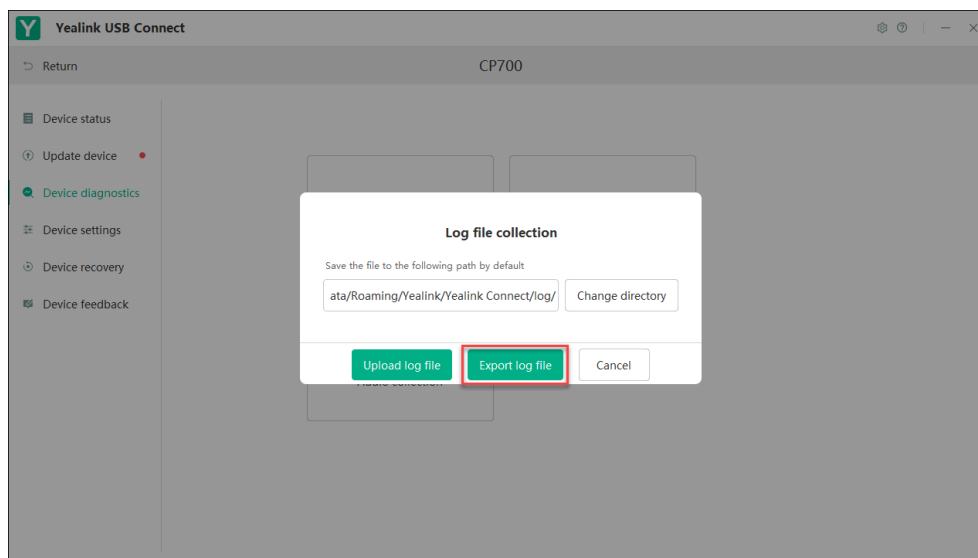 Y Yealink USB Connect
Return
CP700
Device status
Update device
Device diagnostics
Device settings
Device recovery
Device feedback
Log file collection
Save the file to the following path by default
ata/Roaming/Yealink/Yealink Connect/log/
Change directory
Upload log file
Export log file
Cancel
Audio collection